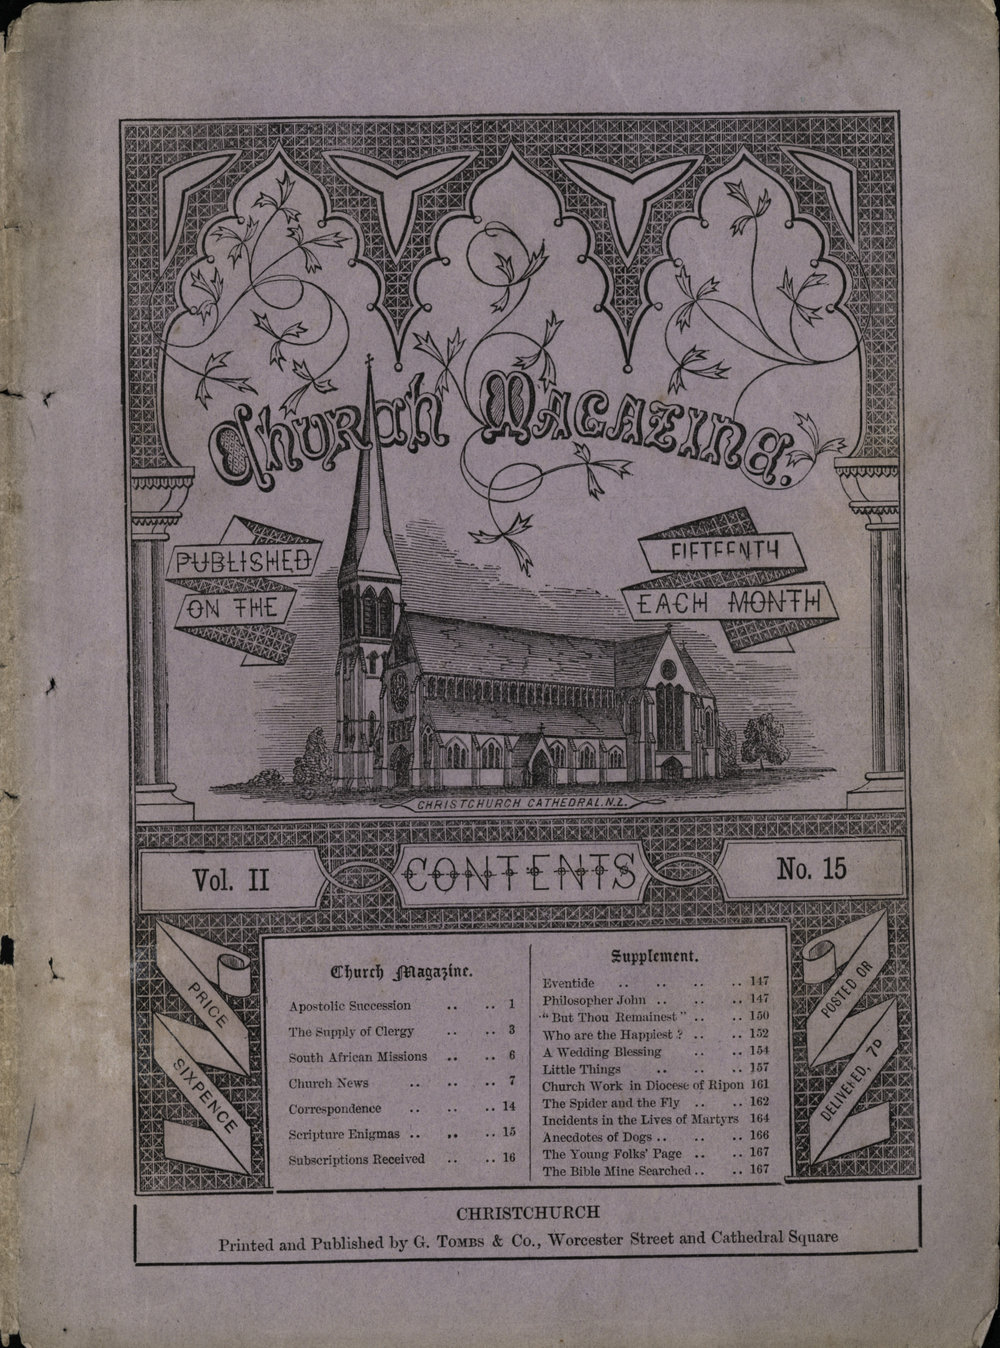 Church Magazine.
PUBLISHED
ON THE
FIFTEENTH
EACH MONTH
CHRISTCHURCH CATHEDRAL. N.Z.
Vol. II
CONTENTS
No. 15
PRICE
SIXPENCE
Church Magazine.
Apostolic Succession .. .. 1
The Supply of Clergy .. .. 3
South African Missions .. .. 6
Church News .. .. .. 7
Correspondence .. .. .. 14
Scripture Enigmas .. .. .. 15
Subscriptions Received .. .. 16
Supplement.
Eventide .. .. .. .. 147
Philosopher John .. .. .. 147
"But Thou Remainest" .. .. 150
Who are the Happiest? .. .. 152
A Wedding Blessing .. .. 154
Little Things .. .. .. 157
Church Work in Diocese of Ripon 161
The Spider and the Fly .. .. 162
Incidents in the Lives of Martyrs 164
Anecdotes of Dogs .. .. .. 166
The Young Folks' Page .. .. 167
The Bible Mine Searched .. .. 167
POSTED OR
DELIVERED, 7D
CHRISTCHURCH
Printed and Published by G. TOMBS & Co., Worcester Street and Cathedral Square